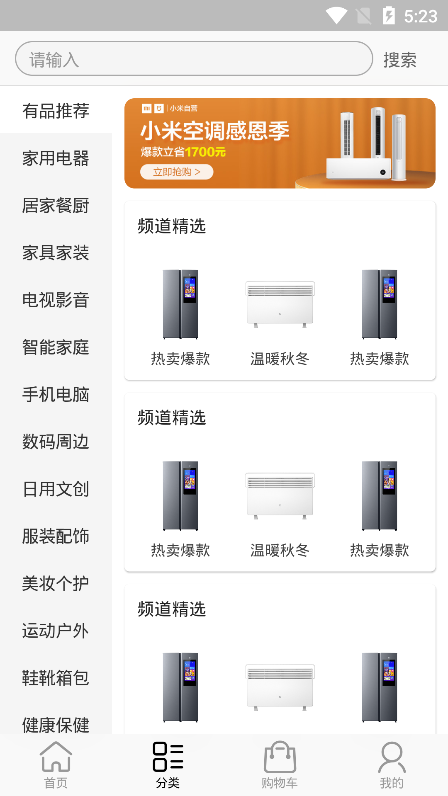 5:23
请输入
搜索
有品推荐
家用电器
居家餐厨
家具家装
电视影音
智能家庭
手机电脑
数码周边
日用文创
服装配饰
美妆个护
运动户外
鞋靴箱包
健康保健
小米自营
小米空调感恩季
爆款立省1700元
立即抢购 >
频道精选
热卖爆款 温暖秋冬 热卖爆款
频道精选
热卖爆款 温暖秋冬 热卖爆款
频道精选
首页 分类 购物车 我的